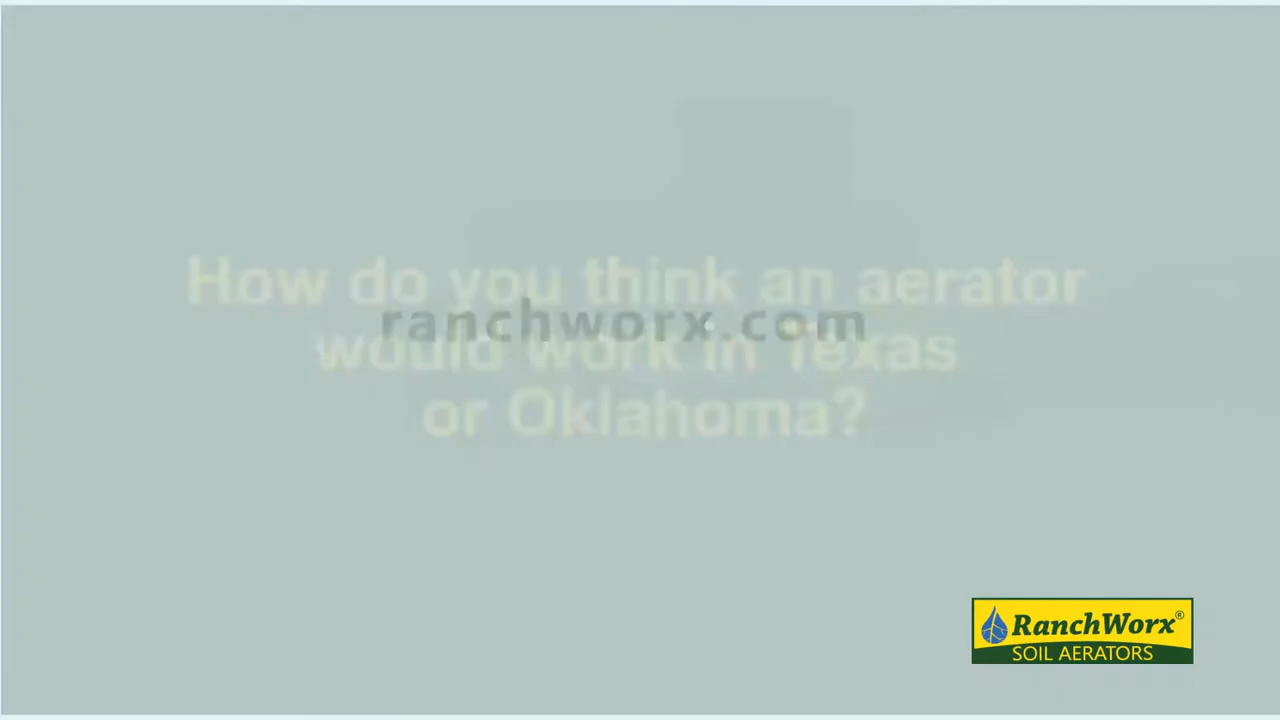 How do you think an aerator
ranchworx.com
would work in Texas
or Oklahoma?
RanchWorx®
SOIL AERATORS